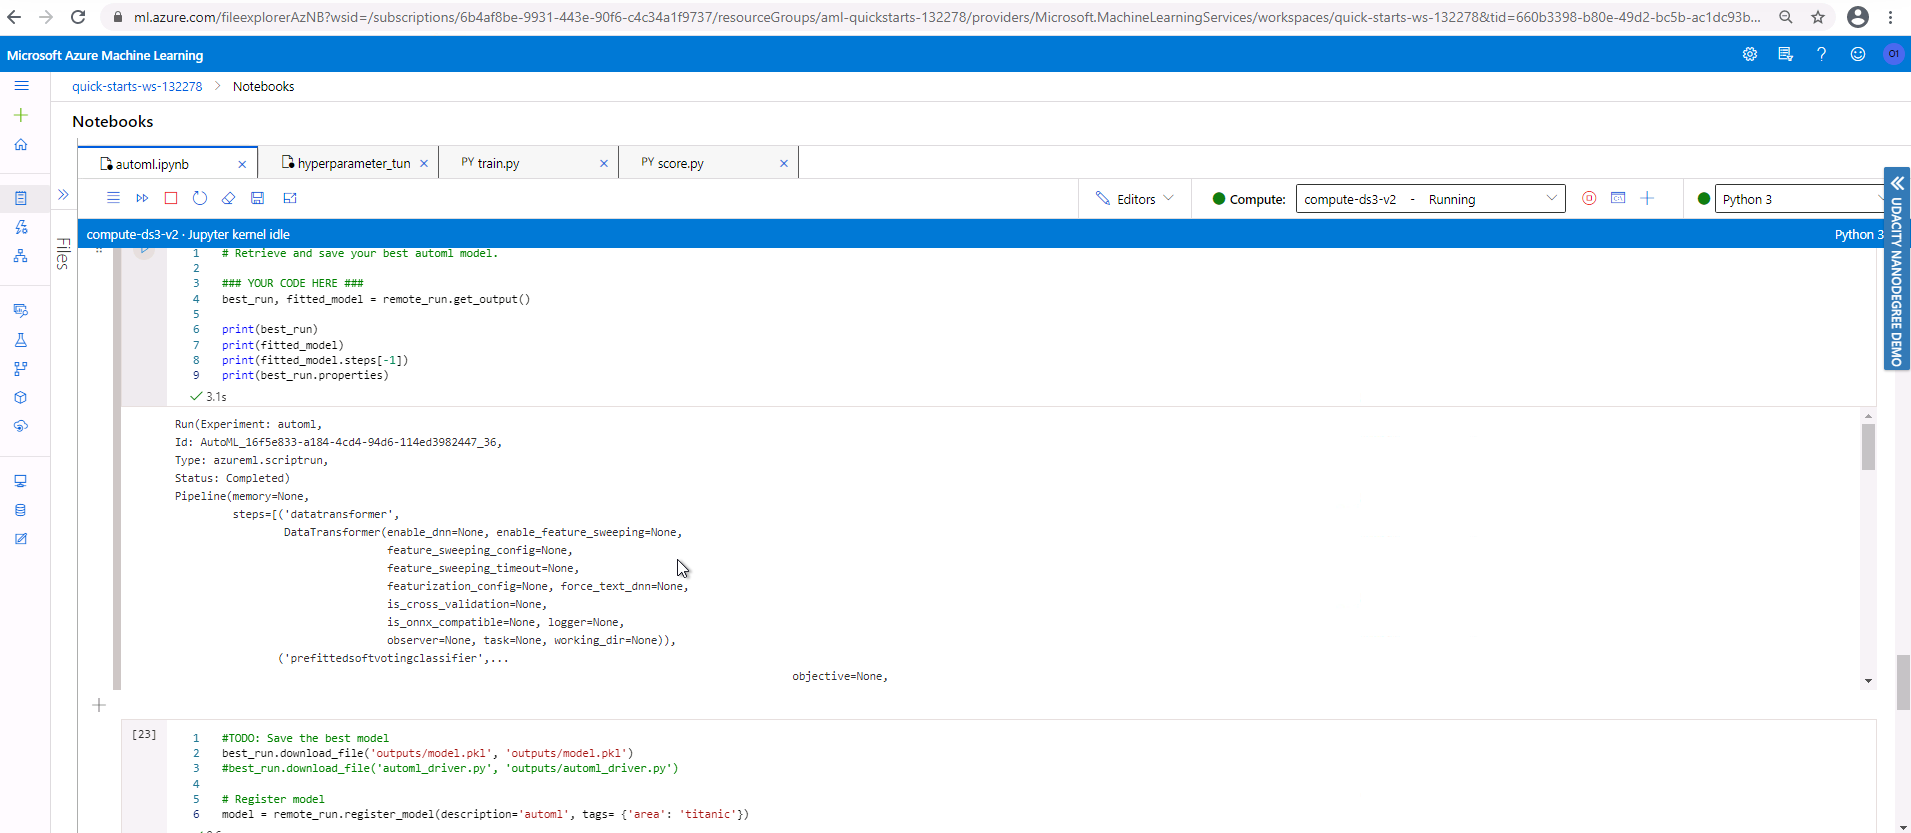 ml.azure.com/fileexplorerAzNB?wsid=/subscriptions/6b4af8be-9931-443e-90f6-c4c34a1f9737/resourceGroups/aml-quickstarts-132278/providers/Microsoft.MachineLearningServices/workspaces/quick-starts-ws-132278&tid=660b3398-b80e-49d2-bc5b-ac1dc93b...
Microsoft Azure Machine Learning
01
quick-starts-ws-132278 > Notebooks
Notebooks
automl.ipynb
hyperparameter_tun
PY train.py
PY score.py
Editors
Compute: compute-ds3-v2 - Running
Python 3
compute-ds3-v2 · Jupyter kernel idle
Python 3
Files
UDACITY NANODEGREE DEMO
1 # Retrieve and save your best automl model.
2
3 ### YOUR CODE HERE ###
4 best_run, fitted_model = remote_run.get_output()
5
6 print(best_run)
7 print(fitted_model)
8 print(fitted_model.steps[-1])
9 print(best_run.properties)
3.1s
Run(Experiment: automl,
Id: AutoML_16f5e833-a184-4cd4-94d6-114ed3982447_36,
Type: azureml.scriptrun,
Status: Completed)
Pipeline(memory=None,
steps=[('datatransformer',
DataTransformer(enable_dnn=None, enable_feature_sweeping=None,
feature_sweeping_config=None,
feature_sweeping_timeout=None,
featurization_config=None, force_text_dnn=None,
is_cross_validation=None,
is_onnx_compatible=None, logger=None,
observer=None, task=None, working_dir=None)),
('prefittedsoftvotingclassifier',...
objective=None,
[23]
1 #TODO: Save the best model
2 best_run.download_file('outputs/model.pkl', 'outputs/model.pkl')
3 #best_run.download_file('automl_driver.py', 'outputs/automl_driver.py')
4
5 # Register model
6 model = remote_run.register_model(description='automl', tags= {'area': 'titanic'})